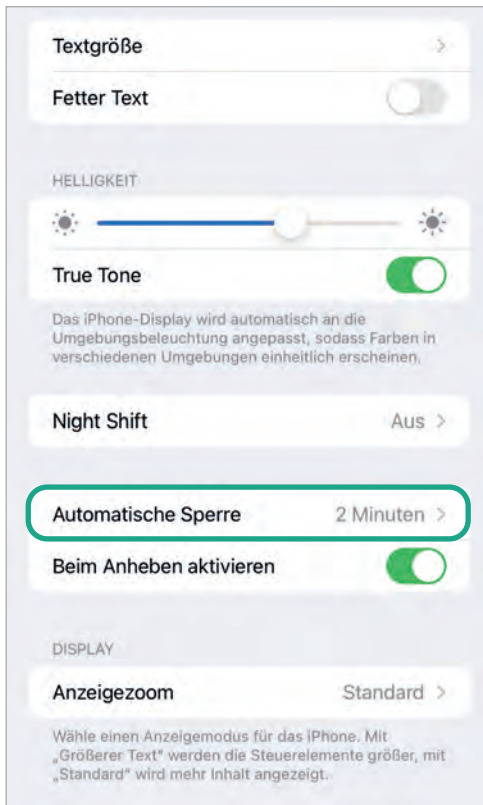 Textgröße
Fetter Text
HELLIGKEIT
True Tone
Das iPhone-Display wird automatisch an die
Umgebungsbeleuchtung angepasst, sodass Farben in
verschiedenen Umgebungen einheitlich erscheinen.
Night Shift Aus
Automatische Sperre 2 Minuten
Beim Anheben aktivieren
DISPLAY
Anzeigezoom Standard
Wähle einen Anzeigemodus für das iPhone. Mit
„Größerer Text“ werden die Steuerelemente größer, mit
„Standard“ wird mehr Inhalt angezeigt.